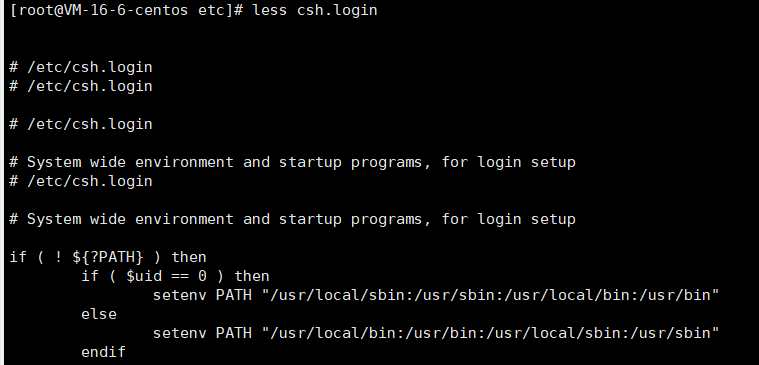 [root@VM-16-6-centos etc]# less csh.login
# /etc/csh.login
# /etc/csh.login
# /etc/csh.login
# System wide environment and startup programs, for login setup
# /etc/csh.login
# System wide environment and startup programs, for login setup
if ( ! ${?PATH} ) then
        if ( $uid == 0 ) then
                setenv PATH "/usr/local/sbin:/usr/sbin:/usr/local/bin:/usr/bin"
        else
                setenv PATH "/usr/local/bin:/usr/bin:/usr/local/sbin:/usr/sbin"
        endif